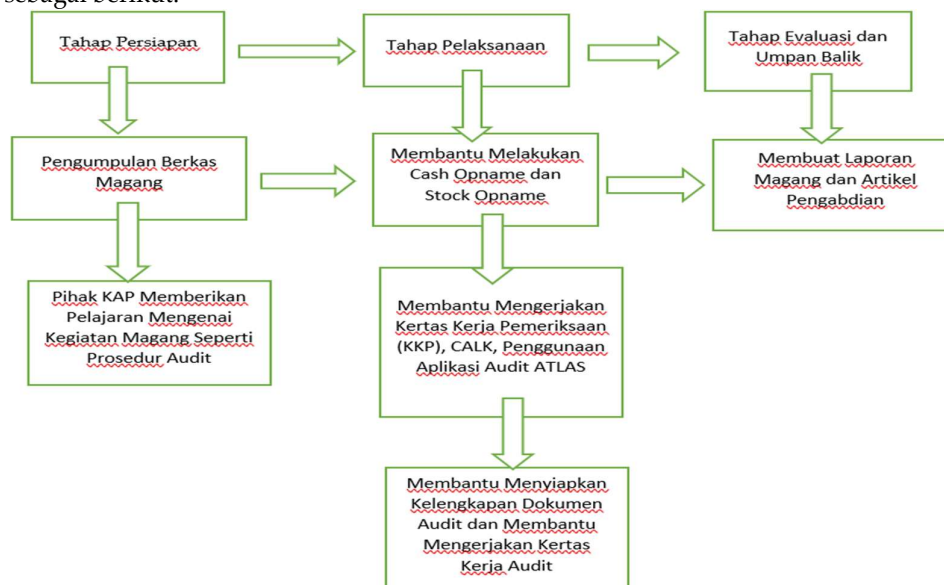 sebagai berikut:
Tahap Persiapan
Tahap Pelaksanaan
Tahap Evaluasi dan
Umpan Balik
Pengumpulan Berkas
Magang
Membantu Melakukan
Cash Opname dan
Stock Opname
Membuat Laporan
Magang dan Artikel
Pengabdian
Pihak KAP Memberikan
Pelajaran Mengenai
Kegiatan Magang Seperti
Prosedur Audit
Membantu Mengerjakan
Kertas Kerja Pemeriksaan
(KKP), CALK, Penggunaan
Aplikasi Audit ATLAS
Membantu Menyiapkan
Kelengkapan Dokumen
Audit dan Membantu
Mengerjakan Kertas
Kerja Audit